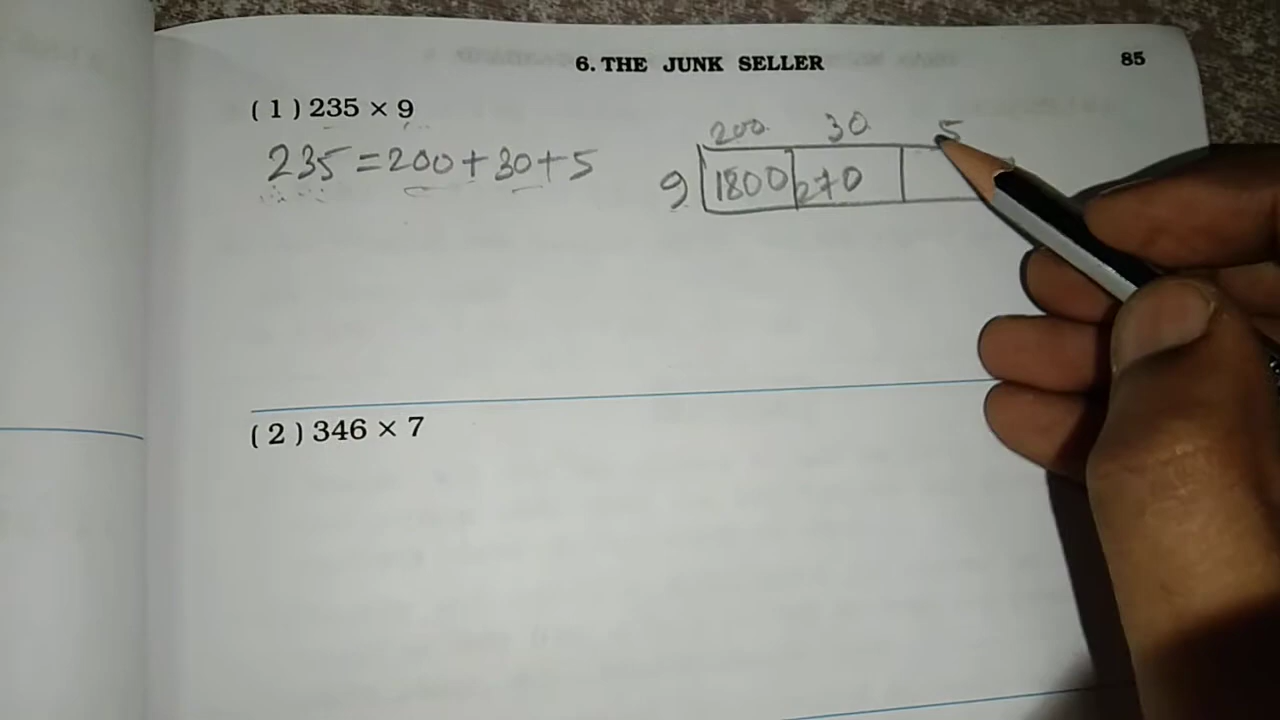 6. THE JUNK SELLER 85
( 1 ) 235 × 9
200 30 5
235 = 200 + 30 + 5
9 1800 270
( 2 ) 346 × 7